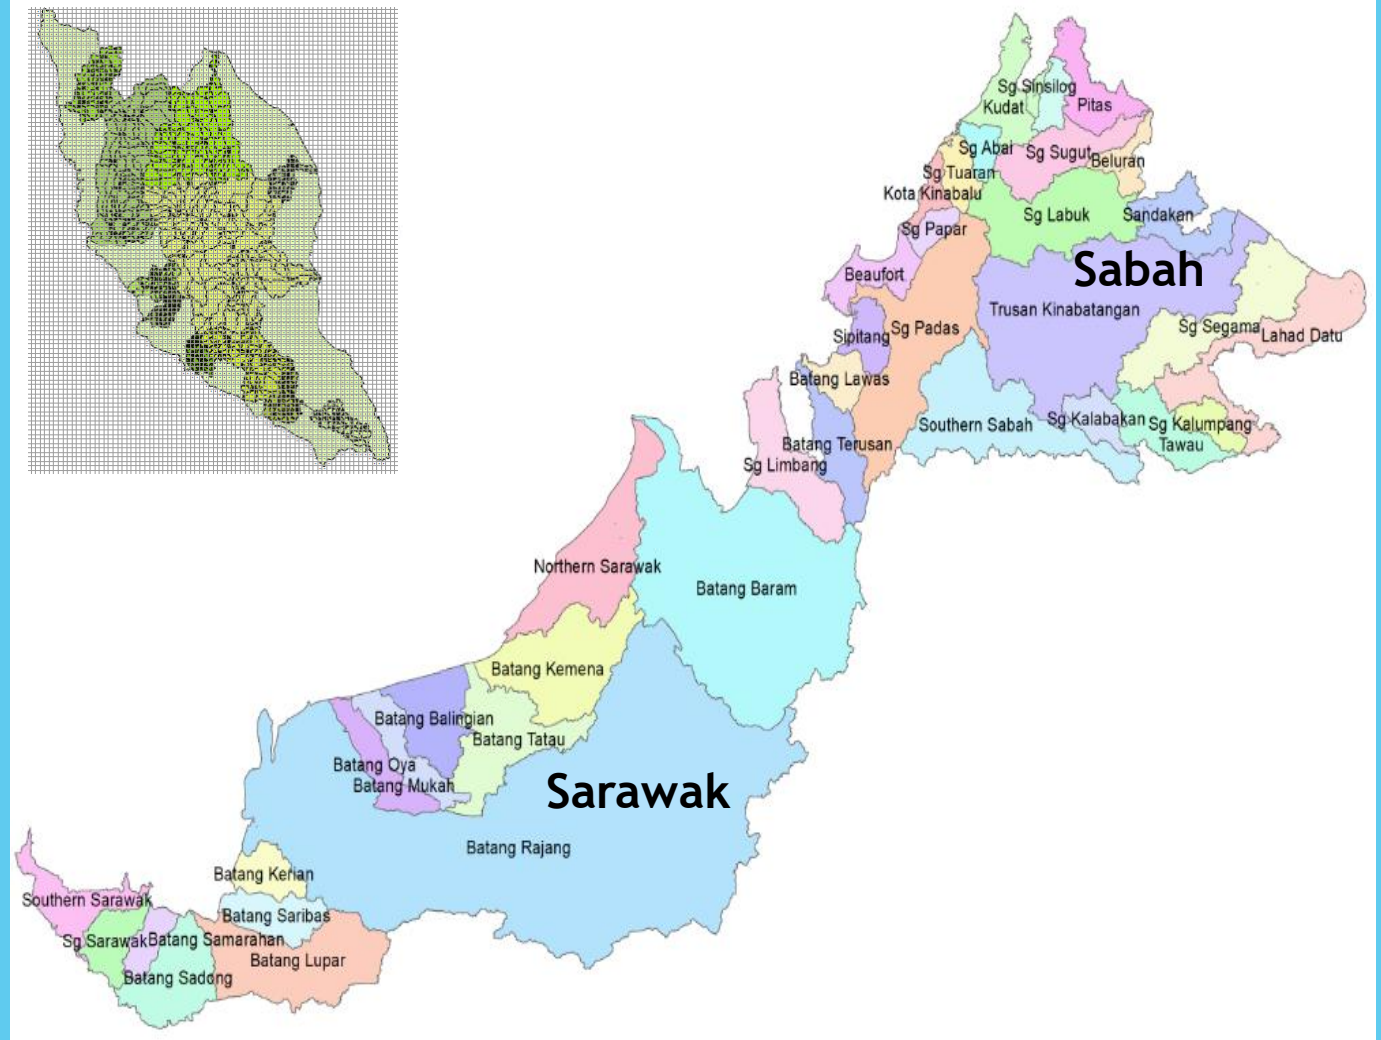 Sg Sinsilog
Kudat
Pitas
Sg Abai
Sg Sugut
Beluran
Sg Tuaran
Kota Kinabalu
Sg Labuk
Sandakan
Sg Papar
Sabah
Beaufort
Trusan Kinabatangan
Sg Padas
Sg Segama
Lahad Datu
Sipitang
Batang Lawas
Sg Kalabakan
Sg Kalumpang
Southern Sabah
Tawau
Batang Terusan
Sg Limbang
Northern Sarawak
Batang Baram
Batang Kemena
Batang Balingian
Batang Tatau
Batang Oya
Batang Mukah
Sarawak
Batang Rajang
Batang Kerian
Southern Sarawak
Batang Saribas
Sg Sarawak
Batang Samarahan
Batang Lupar
Batang Sadong